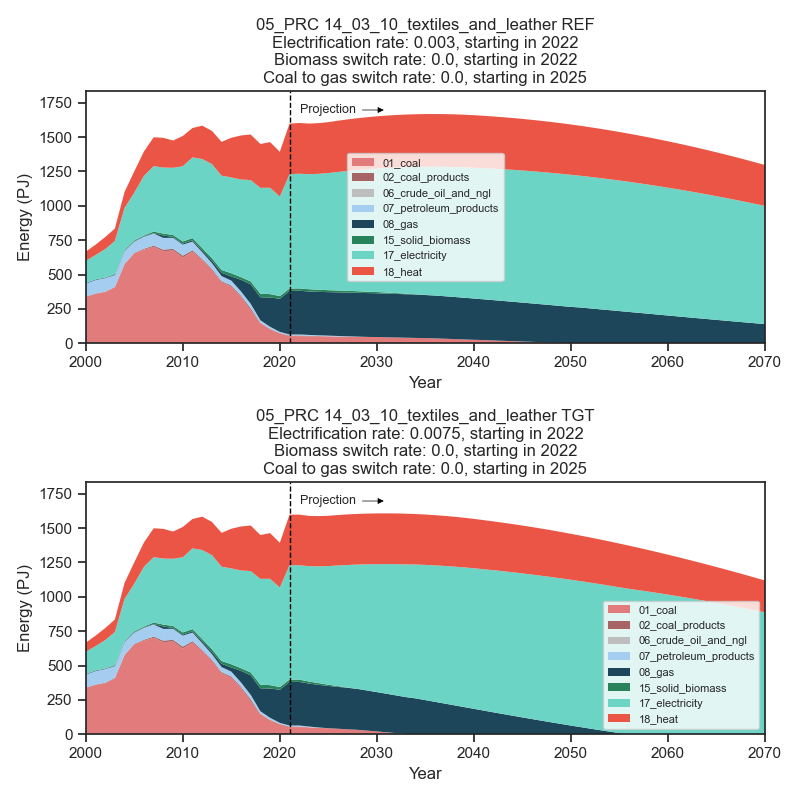 05_PRC 14_03_10_textiles_and_leather REF
Electrification rate: 0.003, starting in 2022
Biomass switch rate: 0.0, starting in 2022
Coal to gas switch rate: 0.0, starting in 2025
Projection
1750
1500
1250
1000
750
500
250
0
Energy (PJ)
01_coal
02_coal_products
06_crude_oil_and_ngl
07_petroleum_products
08_gas
15_solid_biomass
17_electricity
18_heat
2000 2010 2020 2030 2040 2050 2060 2070
Year
05_PRC 14_03_10_textiles_and_leather TGT
Electrification rate: 0.0075, starting in 2022
Biomass switch rate: 0.0, starting in 2022
Coal to gas switch rate: 0.0, starting in 2025
Projection
1750
1500
1250
1000
750
500
250
0
Energy (PJ)
01_coal
02_coal_products
06_crude_oil_and_ngl
07_petroleum_products
08_gas
15_solid_biomass
17_electricity
18_heat
2000 2010 2020 2030 2040 2050 2060 2070
Year